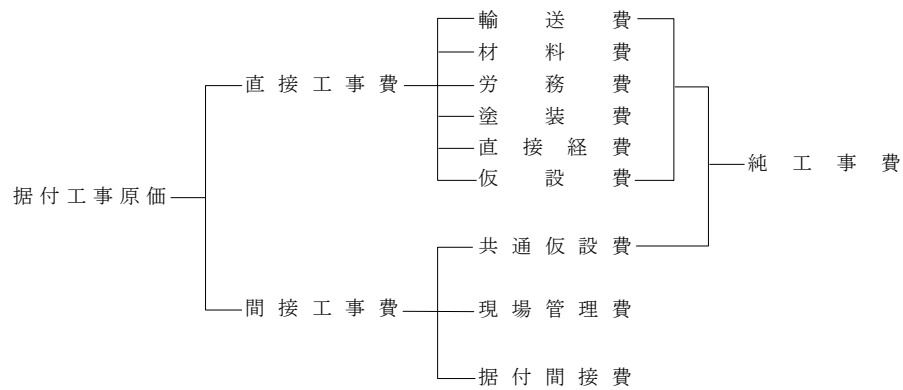 輸送費
材料費
直接工事費
労務費
塗装費
直接経費
純工事費
仮設費
据付工事原価
共通仮設費
間接工事費
現場管理費
据付間接費